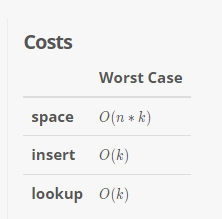 Costs
Worst Case
space O(n ∗ k)
insert O(k)
lookup O(k)